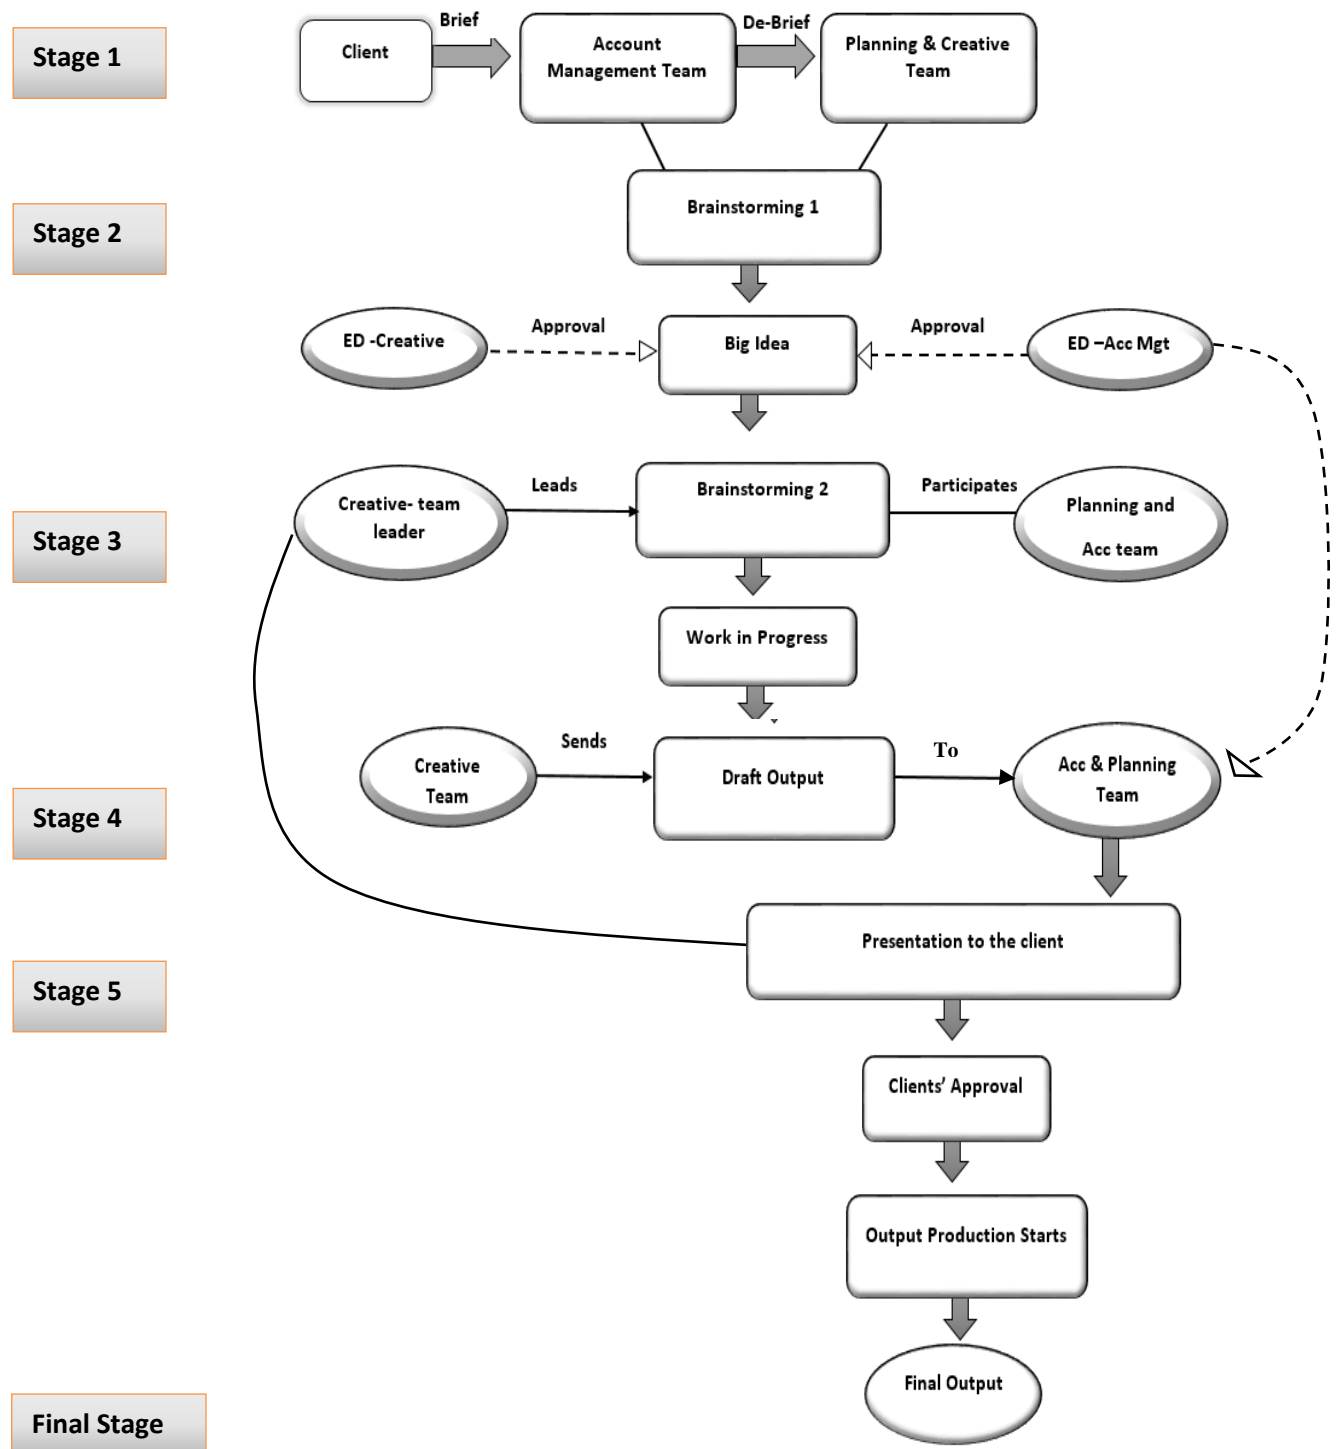 Stage 1
Client
Brief
Account
Management Team
De-Brief
Planning & Creative
Team
Stage 2
Brainstorming 1
ED -Creative
Approval
Big Idea
Approval
ED –Acc Mgt
Stage 3
Creative- team
leader
Leads
Brainstorming 2
Participates
Planning and
Acc team
Work in Progress
Stage 4
Creative
Team
Sends
Draft Output
To
Acc & Planning
Team
Presentation to the client
Stage 5
Clients’ Approval
Output Production Starts
Final Output
Final Stage